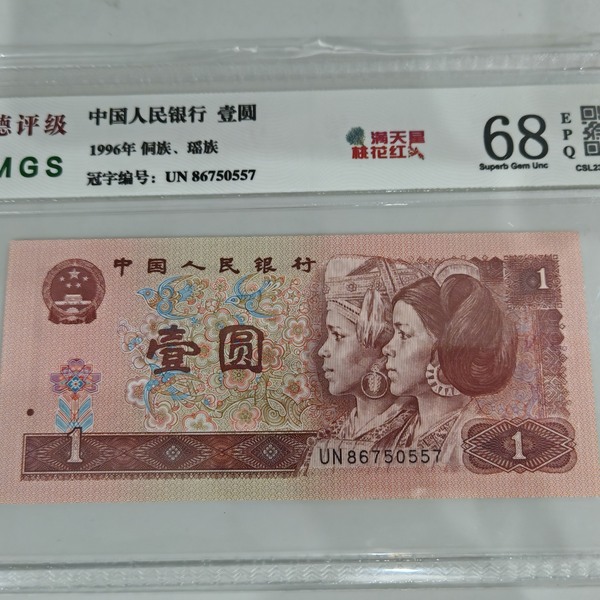 德评级
MGS
中国人民银行 壹圆
1996年 侗族、瑶族
冠字编号：UN 86750557
满天星
桃花红
68
Superb Gem Unc
EPQ
中国人民银行
壹圆
1
1
1
UN86750557